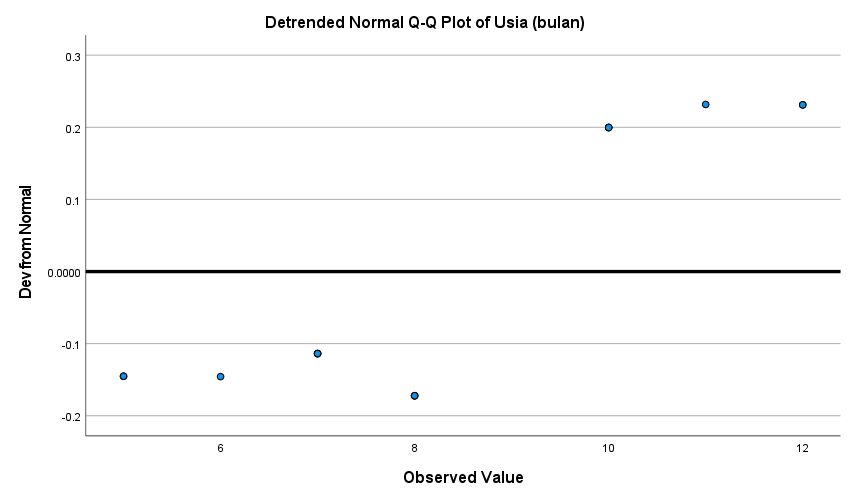 Detrended Normal Q-Q Plot of Usia (bulan)
Dev from Normal
0.3
0.2
0.1
0.0000
-0.1
-0.2
6 8 10 12
Observed Value